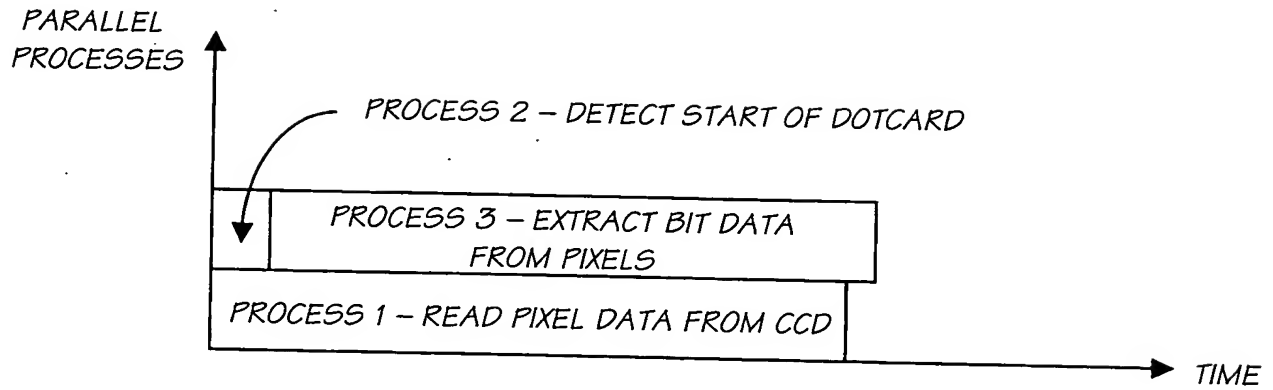 PARALLEL
PROCESSES
PROCESS 2 – DETECT START OF DOTCARD
PROCESS 3 – EXTRACT BIT DATA
FROM PIXELS
PROCESS 1 – READ PIXEL DATA FROM CCD
TIME